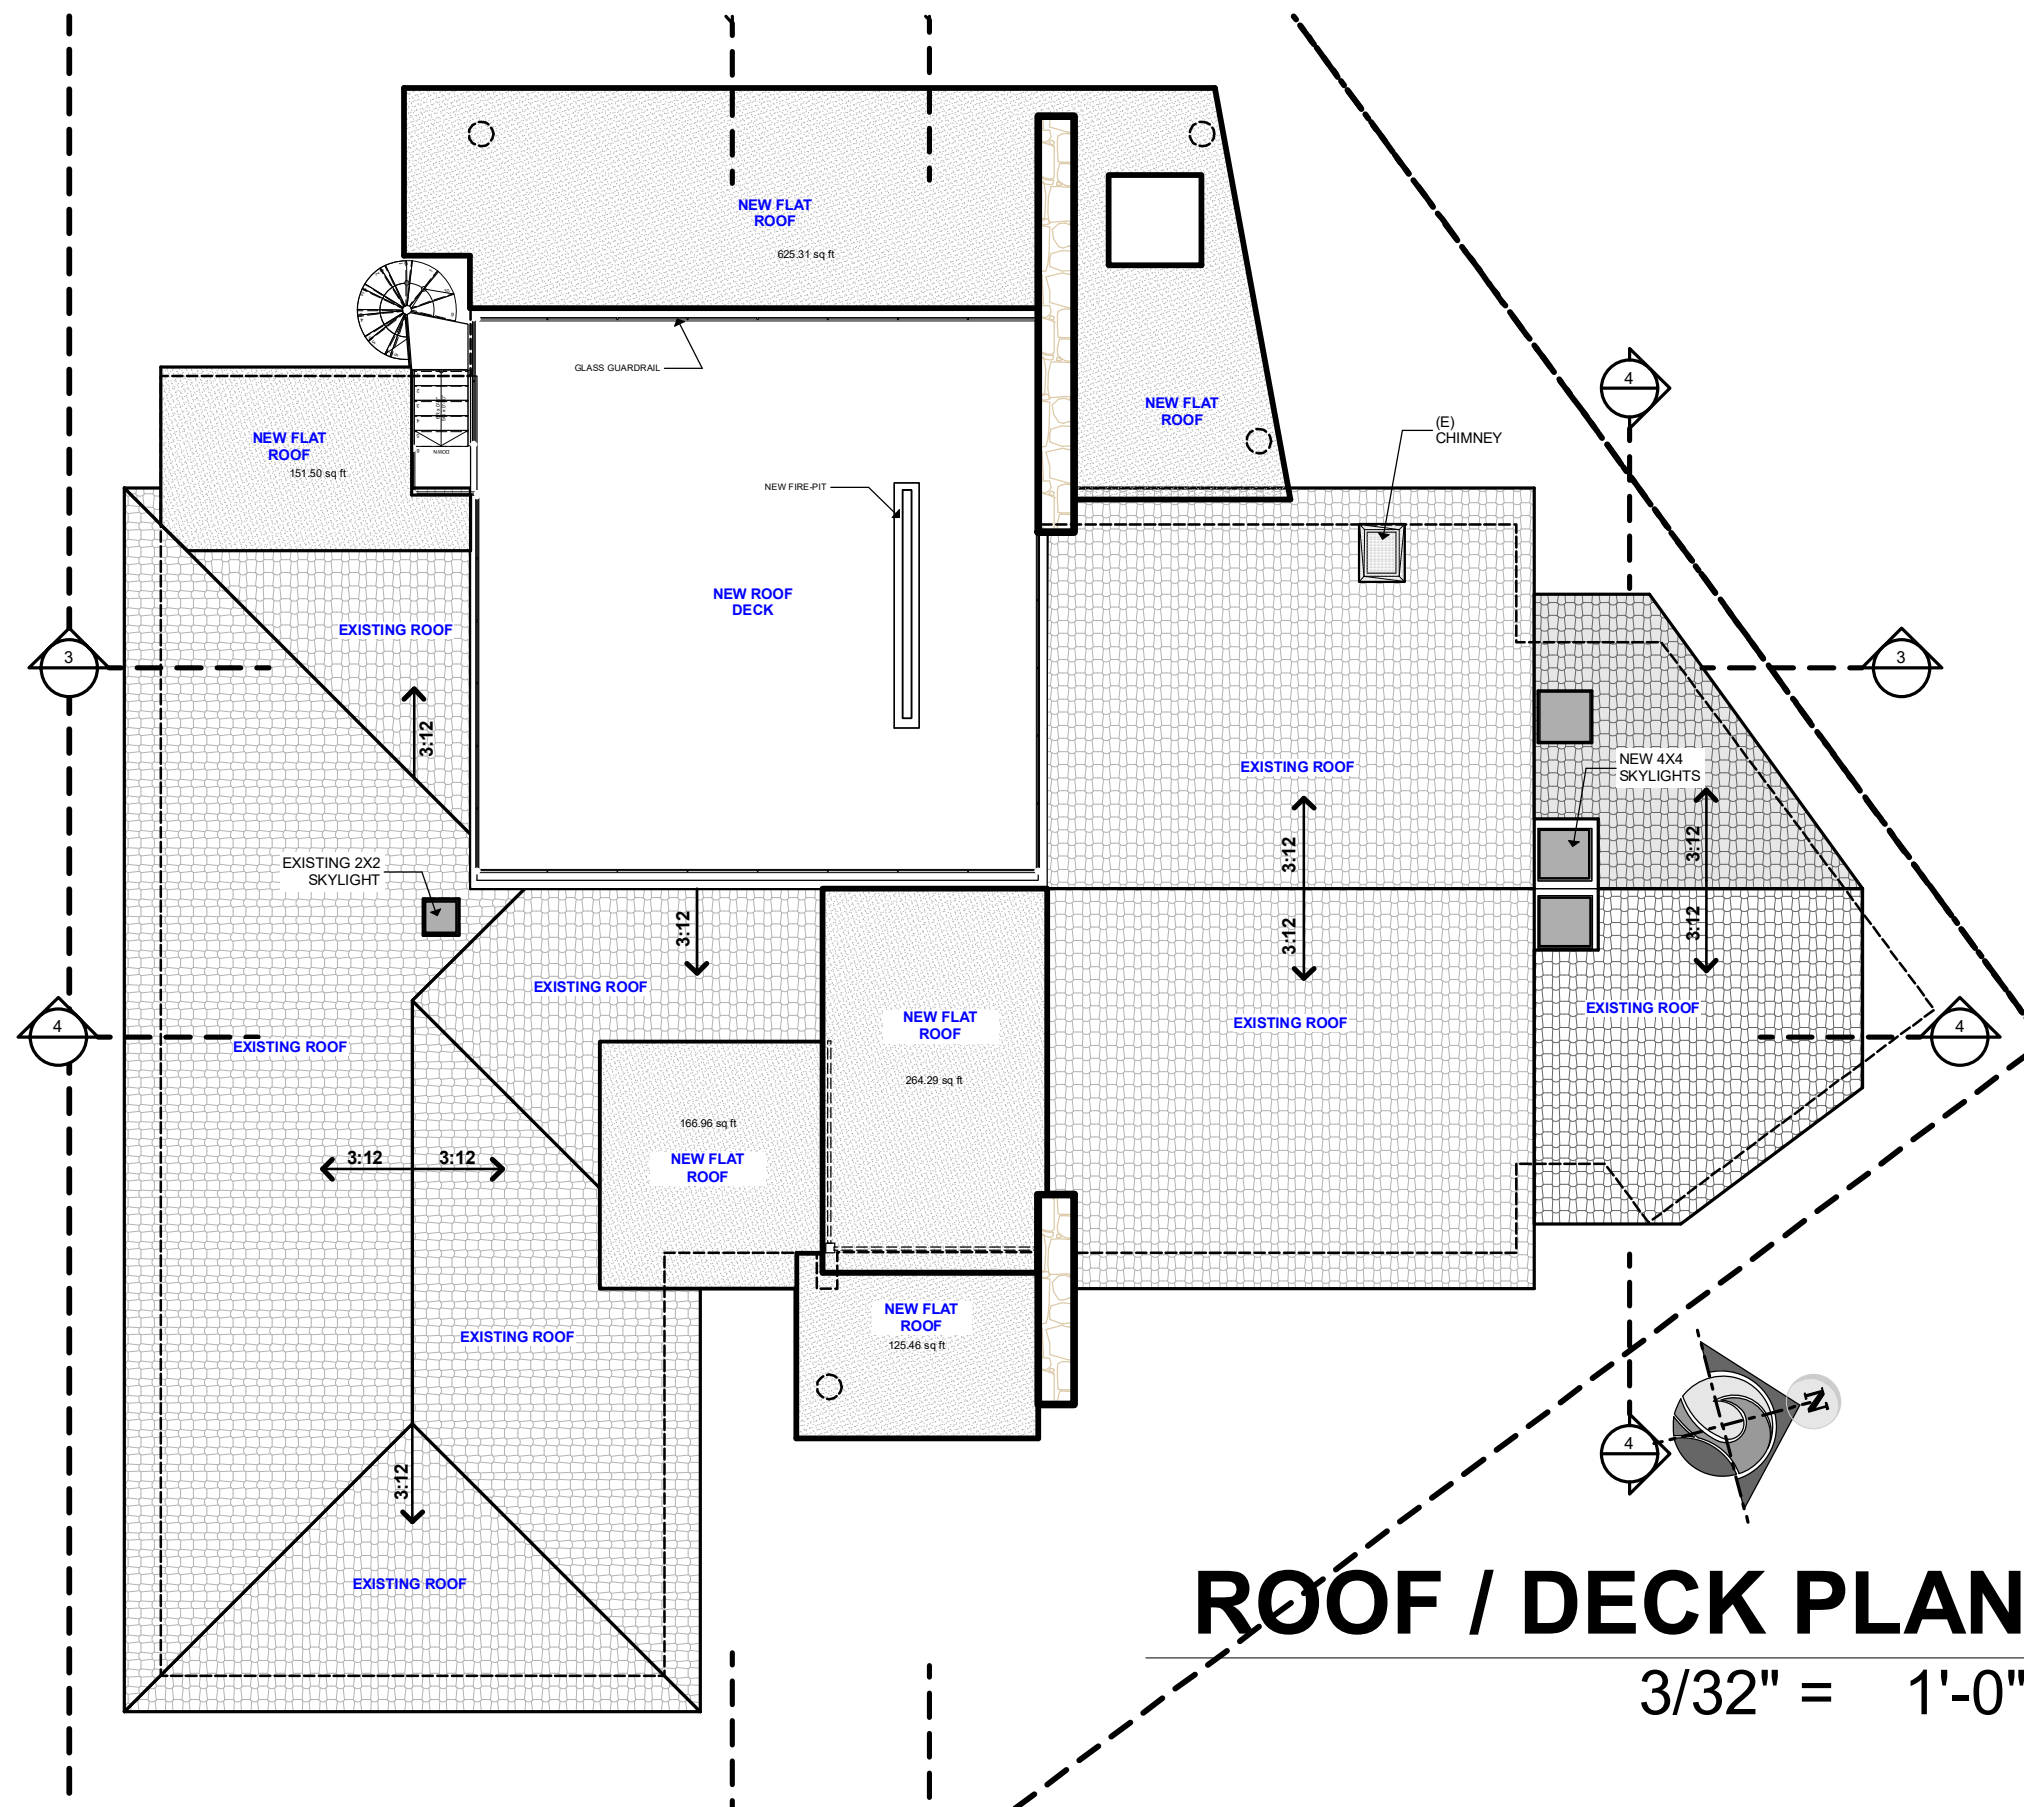 NEW FLAT
ROOF
625.31 sq ft
GLASS GUARDRAIL
NEW FLAT
ROOF
4
(E)
CHIMNEY
NEW FLAT
ROOF
151.50 sq ft
DOWN
NEW FIRE-PIT
NEW ROOF
DECK
EXISTING ROOF
3
3
3:12
EXISTING ROOF
NEW 4X4
SKYLIGHTS
3:12
3:12
EXISTING 2X2
SKYLIGHT
3:12
3:12
3:12
EXISTING ROOF
NEW FLAT
ROOF
EXISTING ROOF
EXISTING ROOF
4
4
EXISTING ROOF
264.29 sq ft
166.96 sq ft
NEW FLAT
ROOF
3:12
3:12
NEW FLAT
ROOF
125.46 sq ft
EXISTING ROOF
N
4
3:12
EXISTING ROOF
ROOF / DECK PLAN
3/32" = 1'-0"